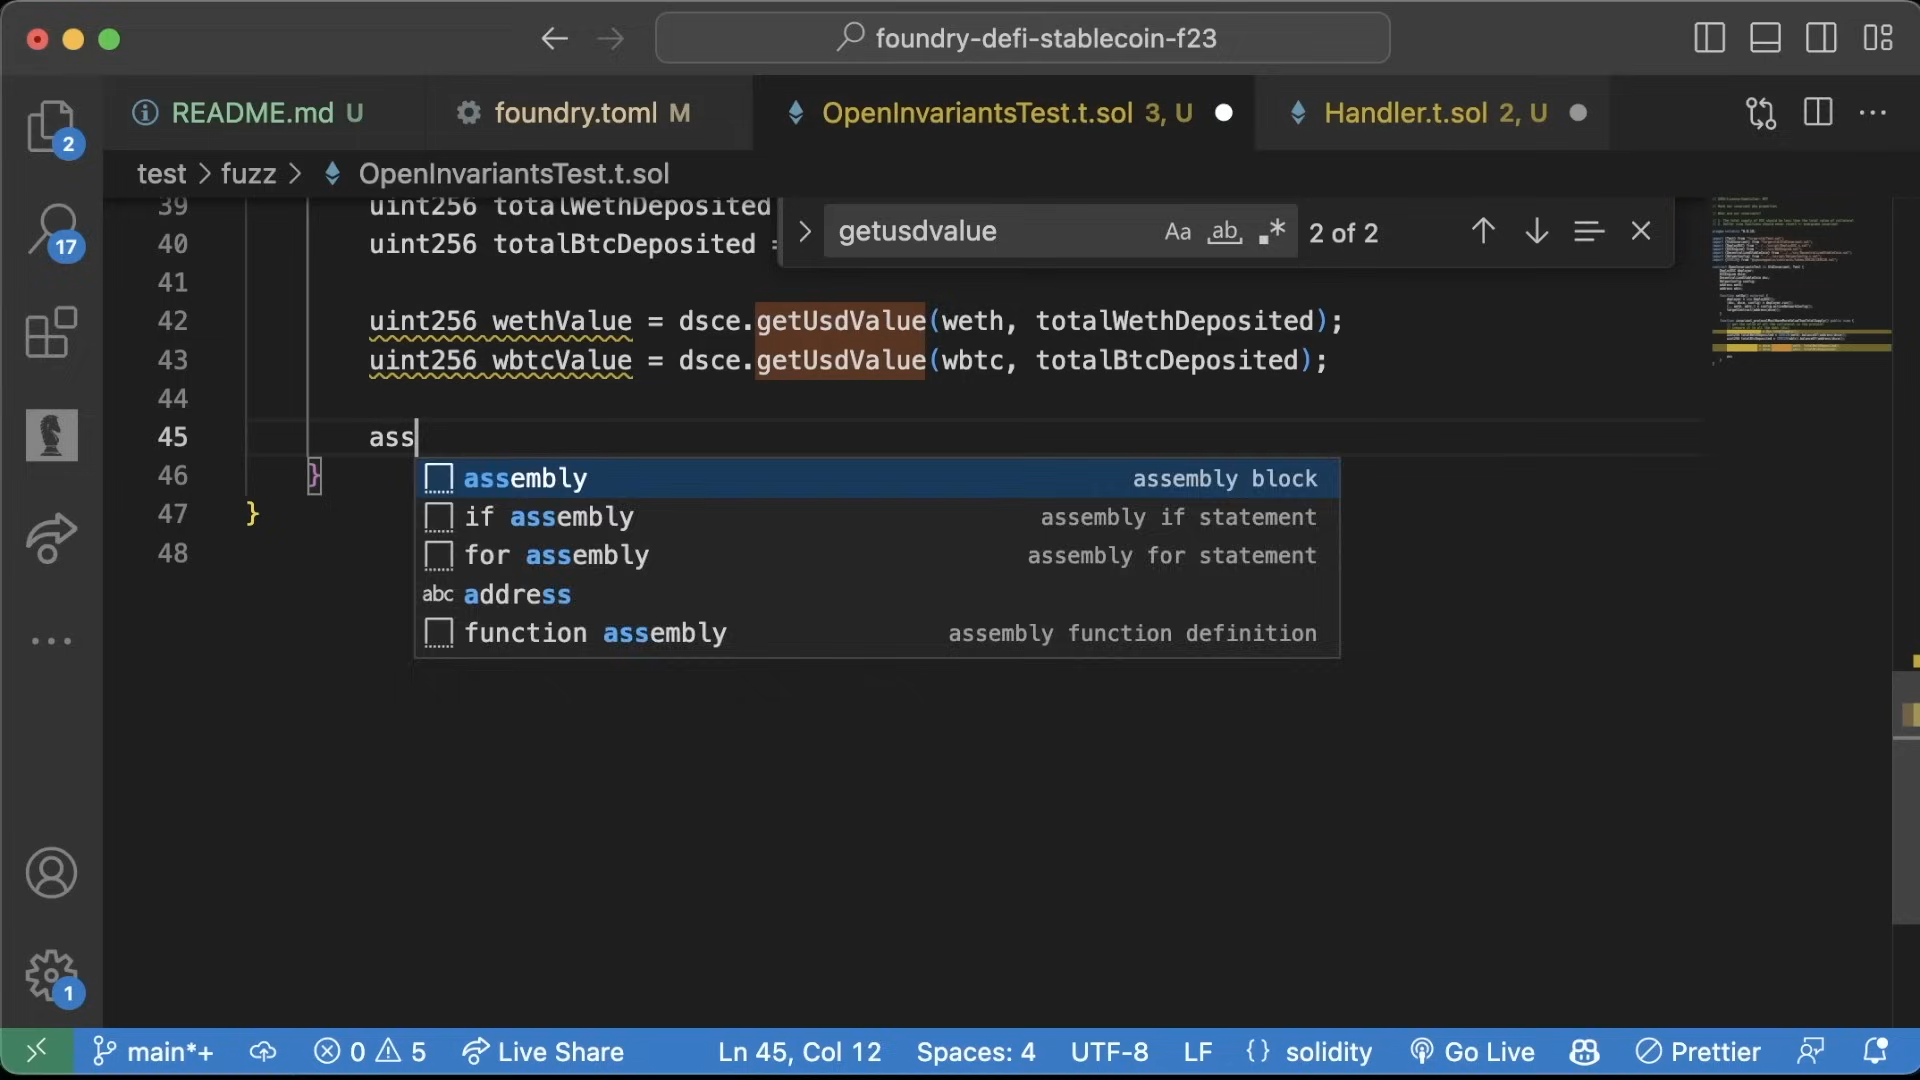 foundry-defi-stablecoin-f23
README.md U
foundry.toml M
OpenInvariantsTest.t.sol 3, U
Handler.t.sol 2, U
2
test > fuzz > OpenInvariantsTest.t.sol
39 uint256 totalWethDeposited
getusdvalue Aa ab .* 2 of 2
40 uint256 totalBtcDeposited =
17
41
42 uint256 wethValue = dsce.getUsdValue(weth, totalWethDeposited);
43 uint256 wbtcValue = dsce.getUsdValue(wbtc, totalBtcDeposited);
44
45 ass
46 }
47 }
48
assembly assembly block
if assembly assembly if statement
for assembly assembly for statement
abc address
function assembly assembly function definition
1
main*+ 0 5 Live Share Ln 45, Col 12 Spaces: 4 UTF-8 LF {} solidity Go Live Prettier